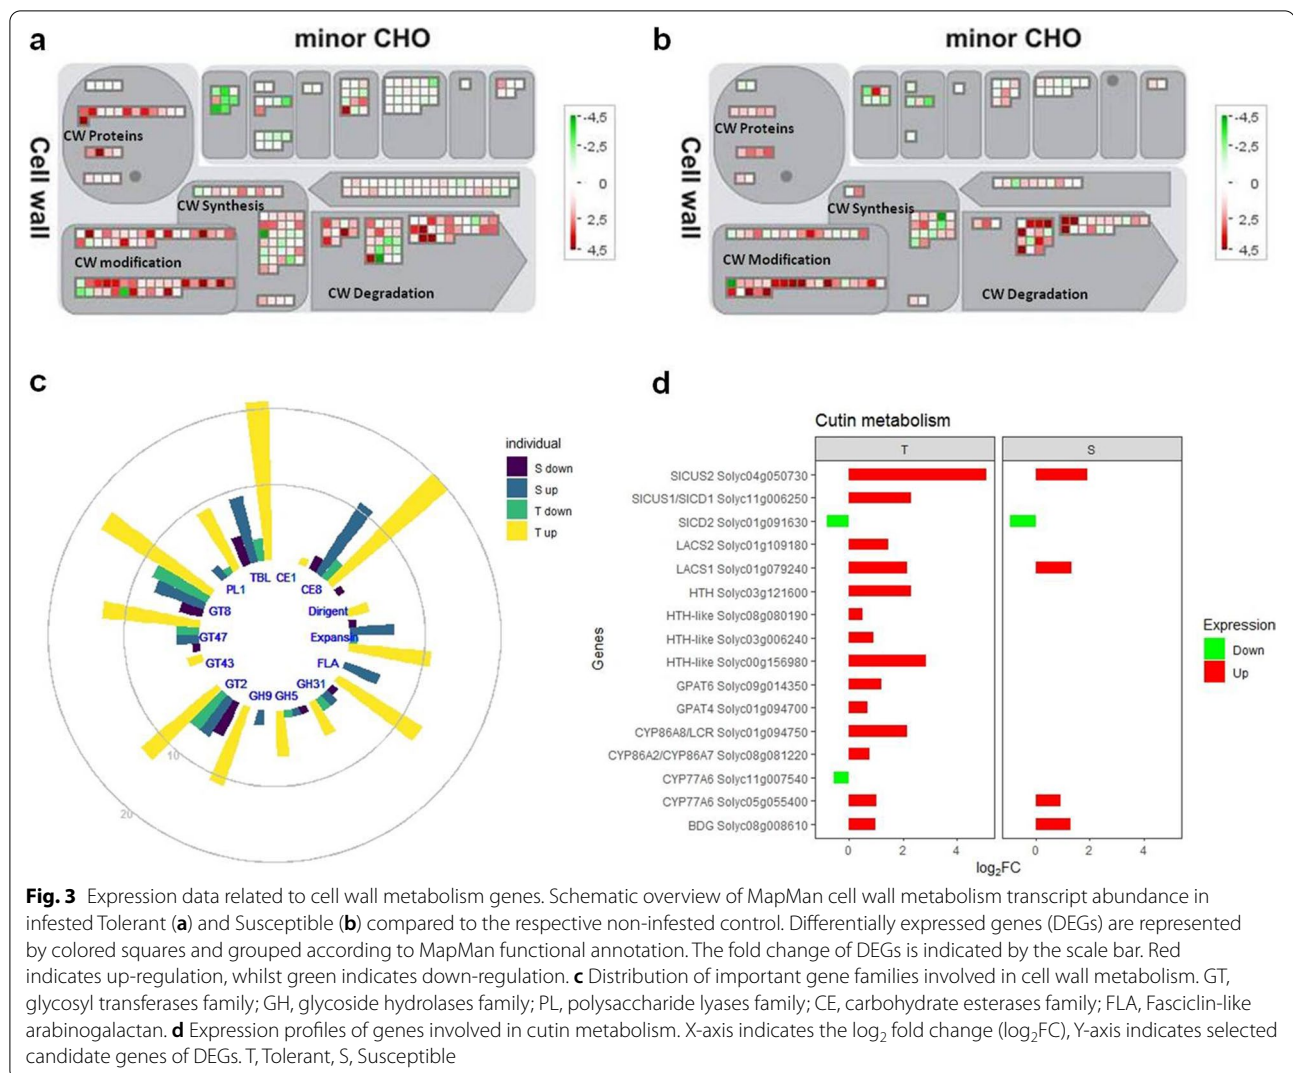 a
minor CHO
Cell wall
CW Proteins
CW Synthesis
CW modification
CW Degradation
-4,5
-2,5
0
2,5
4,5
b
minor CHO
Cell wall
CW Proteins
CW Synthesis
CW Modification
CW Degradation
-4,5
-2,5
0
2,5
4,5
c
TBL
CE1
CE8
Dirigent
Expansin
FLA
GH31
GH5
GH9
GT2
GT43
GT47
GT8
PL1
10
20
individual
S down
S up
T down
T up
d
Cutin metabolism
T
S
SlCUS2 Solyc04g050730
SlCUS1/SlCD1 Solyc11g006250
SlCD2 Solyc01g091630
LACS2 Solyc01g109180
LACS1 Solyc01g079240
HTH Solyc03g121600
HTH-like Solyc08g080190
HTH-like Solyc03g006240
HTH-like Solyc00g156980
GPAT6 Solyc09g014350
GPAT4 Solyc01g094700
CYP86A8/LCR Solyc01g094750
CYP86A2/CYP86A7 Solyc08g081220
CYP77A6 Solyc11g007540
CYP77A6 Solyc05g055400
BDG Solyc08g008610
Genes
0 2 4 0 2 4
log2FC
Expression
Down
Up
Fig. 3 Expression data related to cell wall metabolism genes. Schematic overview of MapMan cell wall metabolism transcript abundance in
infested Tolerant (a) and Susceptible (b) compared to the respective non-infested control. Differentially expressed genes (DEGs) are represented
by colored squares and grouped according to MapMan functional annotation. The fold change of DEGs is indicated by the scale bar. Red
indicates up-regulation, whilst green indicates down-regulation. c Distribution of important gene families involved in cell wall metabolism. GT,
glycosyl transferases family; GH, glycoside hydrolases family; PL, polysaccharide lyases family; CE, carbohydrate esterases family; FLA, Fasciclin-like
arabinogalactan. d Expression profiles of genes involved in cutin metabolism. X-axis indicates the log2 fold change (log2FC), Y-axis indicates selected
candidate genes of DEGs. T, Tolerant, S, Susceptible